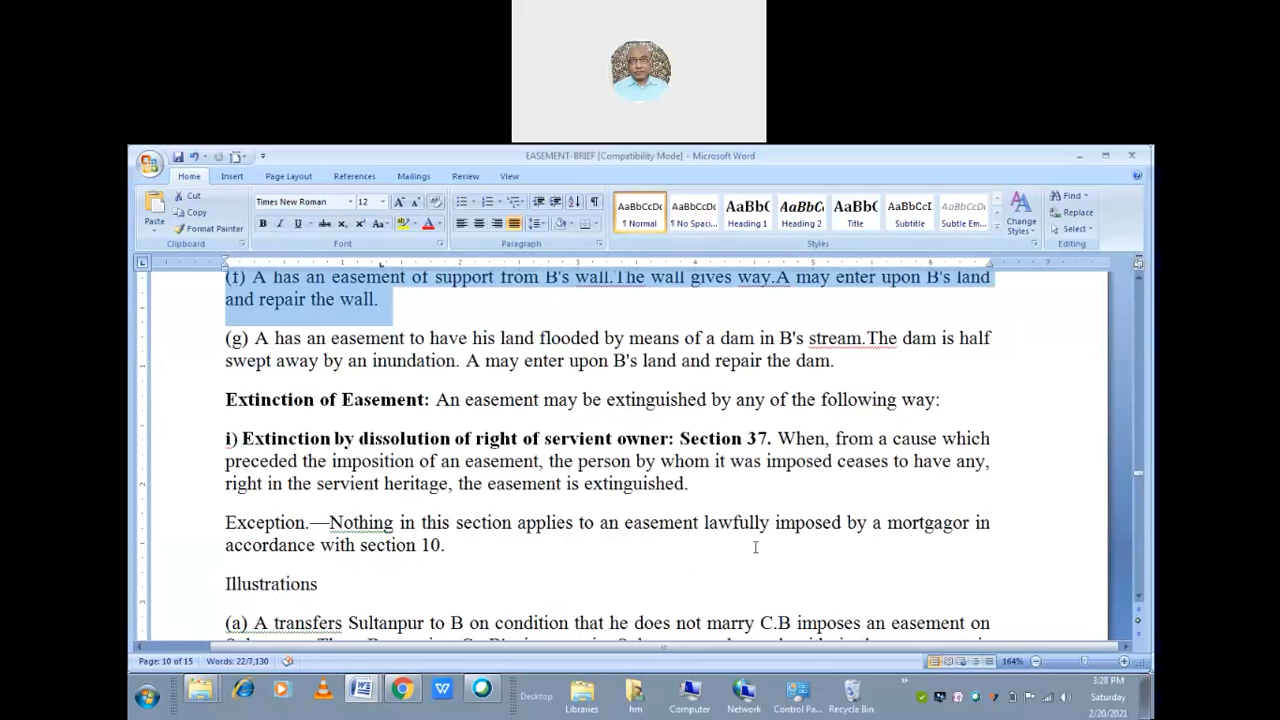 EASEMENT-BRIEF [Compatibility Mode] - Microsoft Word
Home Insert Page Layout References Mailings Review View
Paste
Cut
Copy
Format Painter
Clipboard
Times New Roman 12
Font
Paragraph
AaBbCcDc AaBbCcDc AaBbC AaBbCc AaBbC AaBbCcI AaBbCcDc
¶ Normal ¶ No Spaci... Heading 1 Heading 2 Title Subtitle Subtle Em...
Styles
Change Styles
Find
Replace
Select
Editing
(f) A has an easement of support from B's wall.The wall gives way.A may enter upon B's land
and repair the wall.
(g) A has an easement to have his land flooded by means of a dam in B's stream.The dam is half
swept away by an inundation. A may enter upon B's land and repair the dam.
Extinction of Easement: An easement may be extinguished by any of the following way:
i) Extinction by dissolution of right of servient owner: Section 37. When, from a cause which
preceded the imposition of an easement, the person by whom it was imposed ceases to have any,
right in the servient heritage, the easement is extinguished.
Exception.—Nothing in this section applies to an easement lawfully imposed by a mortgagor in
accordance with section 10.
Illustrations
(a) A transfers Sultanpur to B on condition that he does not marry C.B imposes an easement on
Page: 10 of 15 Words: 22/7,130 164%
Desktop Libraries hm Computer Network Control Pa... Recycle Bin
3:28 PM
Saturday
2/20/2021